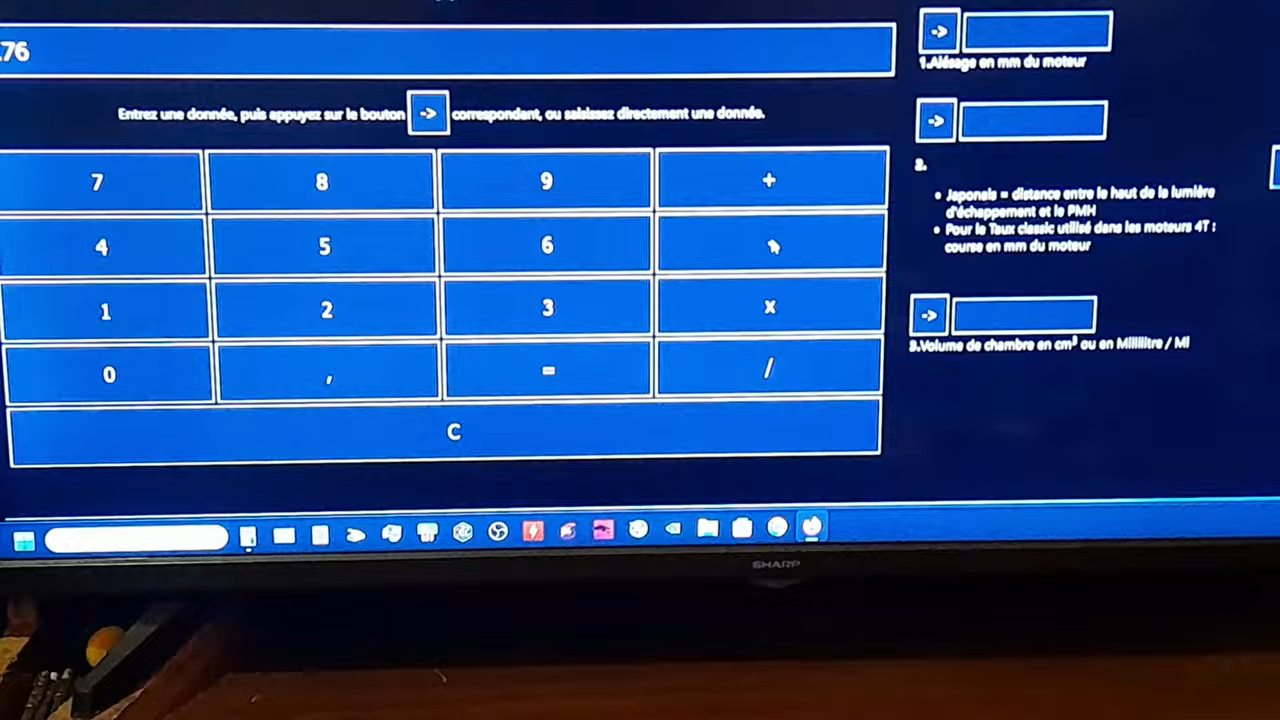 .76
Entrez une donnée, puis appuyez sur le bouton -> correspondant, ou saisissez directement une donnée.
7 8 9 +
4 5 6
1 2 3 x
0 , = /
C
->
1.Alésage en mm du moteur
->
2.
• Japonais = distance entre le haut de la lumière
d'échappement et le PMH
• Pour le Taux classic utilisé dans les moteurs 4T :
course en mm du moteur
->
3.Volume de chambre en cm³ ou en Millilitre / Ml
SHARP